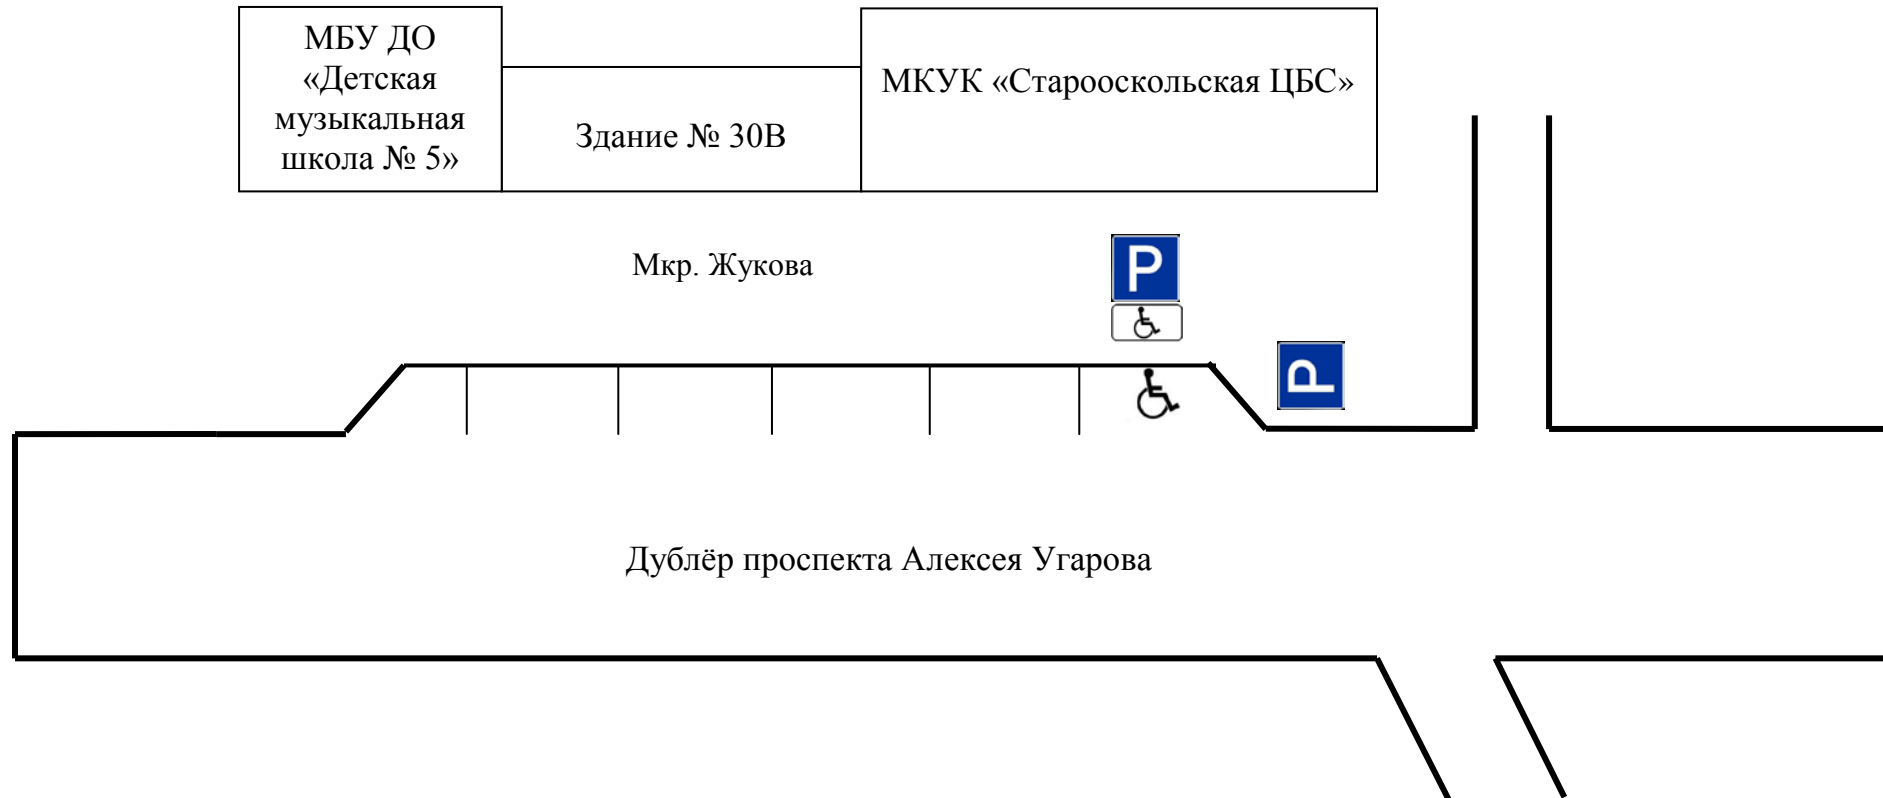 МБУ ДО
«Детская
музыкальная
школа № 5»
Здание № 30В
МКУК «Старооскольская ЦБС»
Мкр. Жукова
P
P
Дублёр проспекта Алексея Угарова